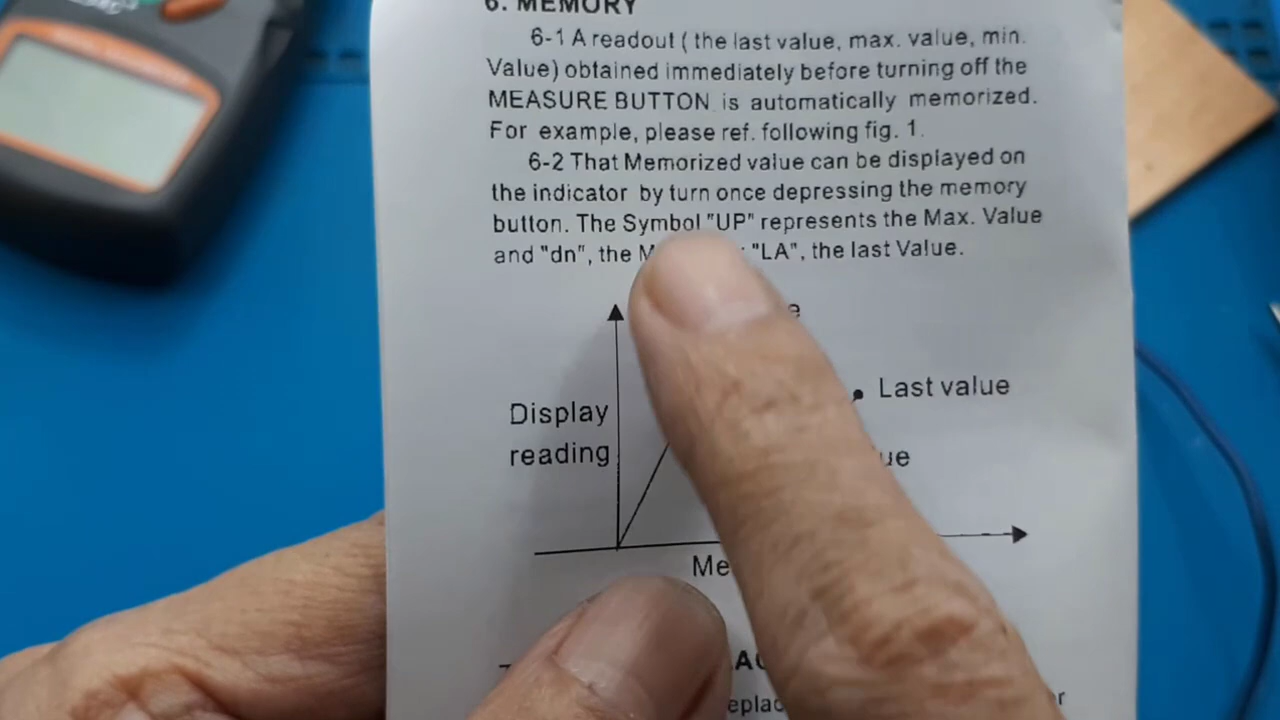 6. MEMORY
6-1 A readout ( the last value, max. value, min.
Value) obtained immediately before turning off the
MEASURE BUTTON is automatically memorized.
For example, please ref. following fig. 1.
6-2 That Memorized value can be displayed on
the indicator by turn once depressing the memory
button. The Symbol "UP" represents the Max. Value
and "dn", the "LA", the last Value.
Last value
Display
reading